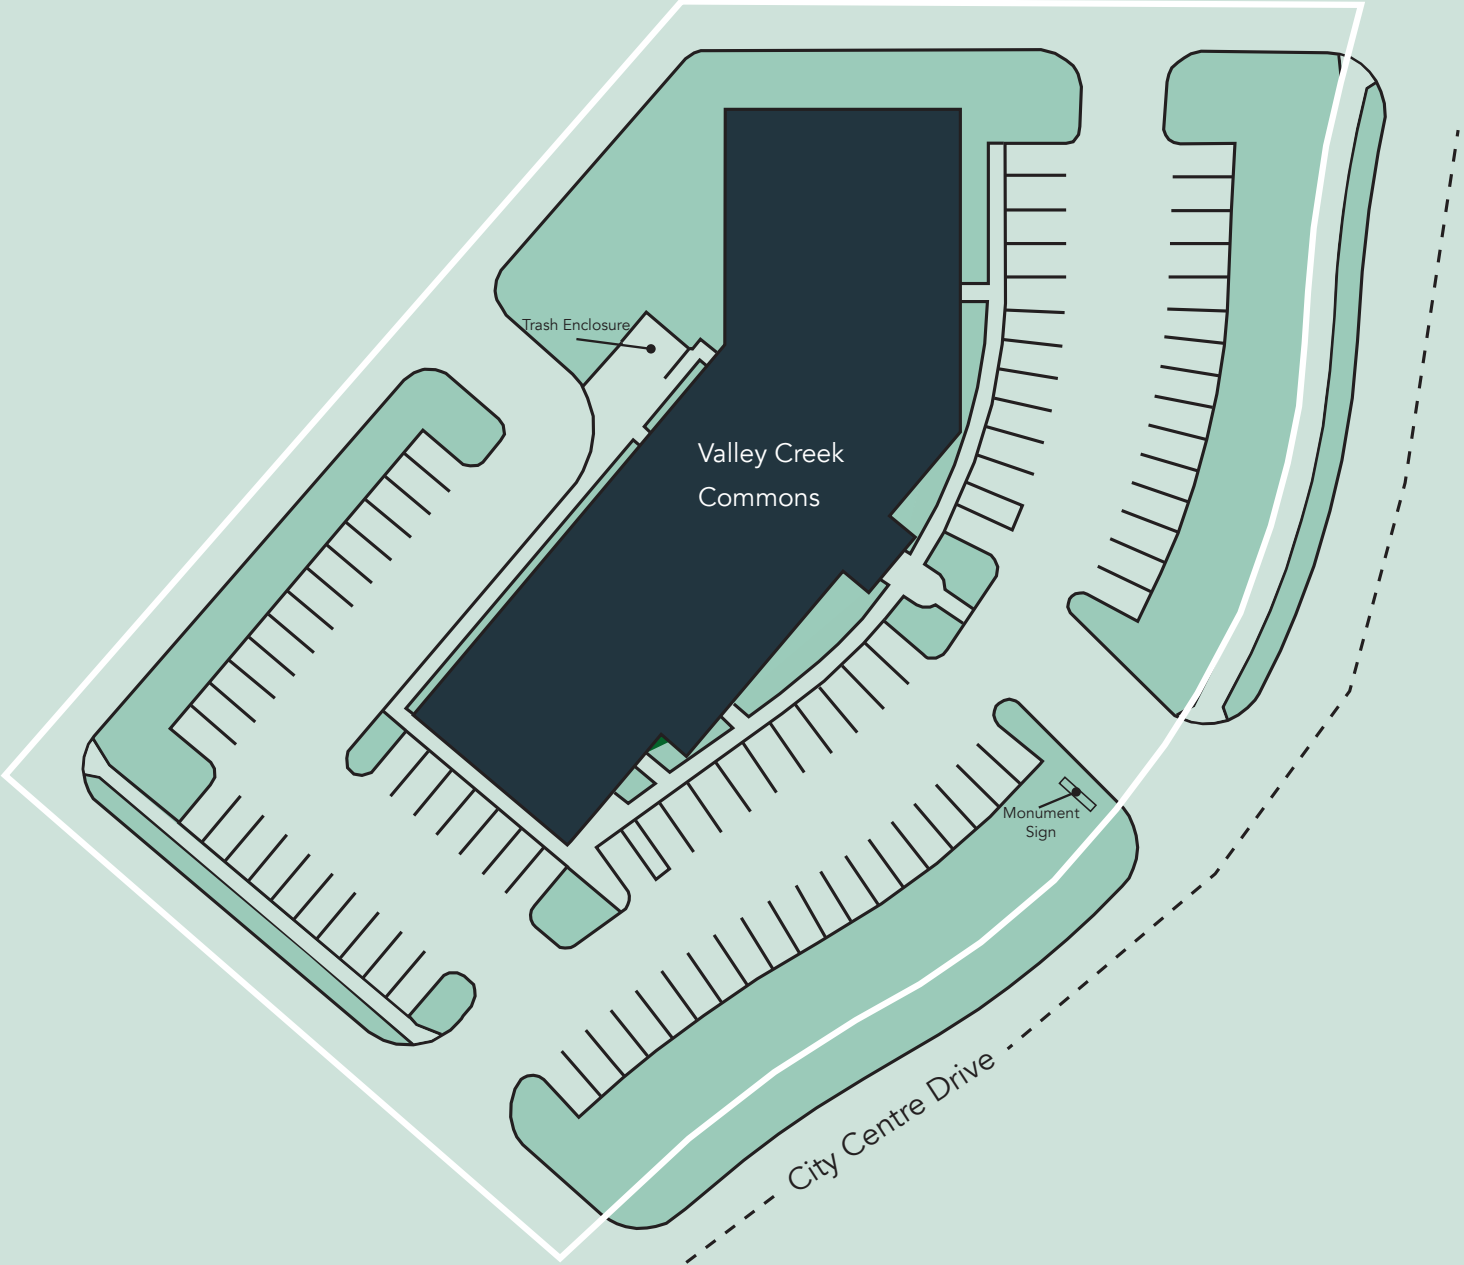 Trash Enclosure
Valley Creek
Commons
Monument
Sign
City Centre Drive